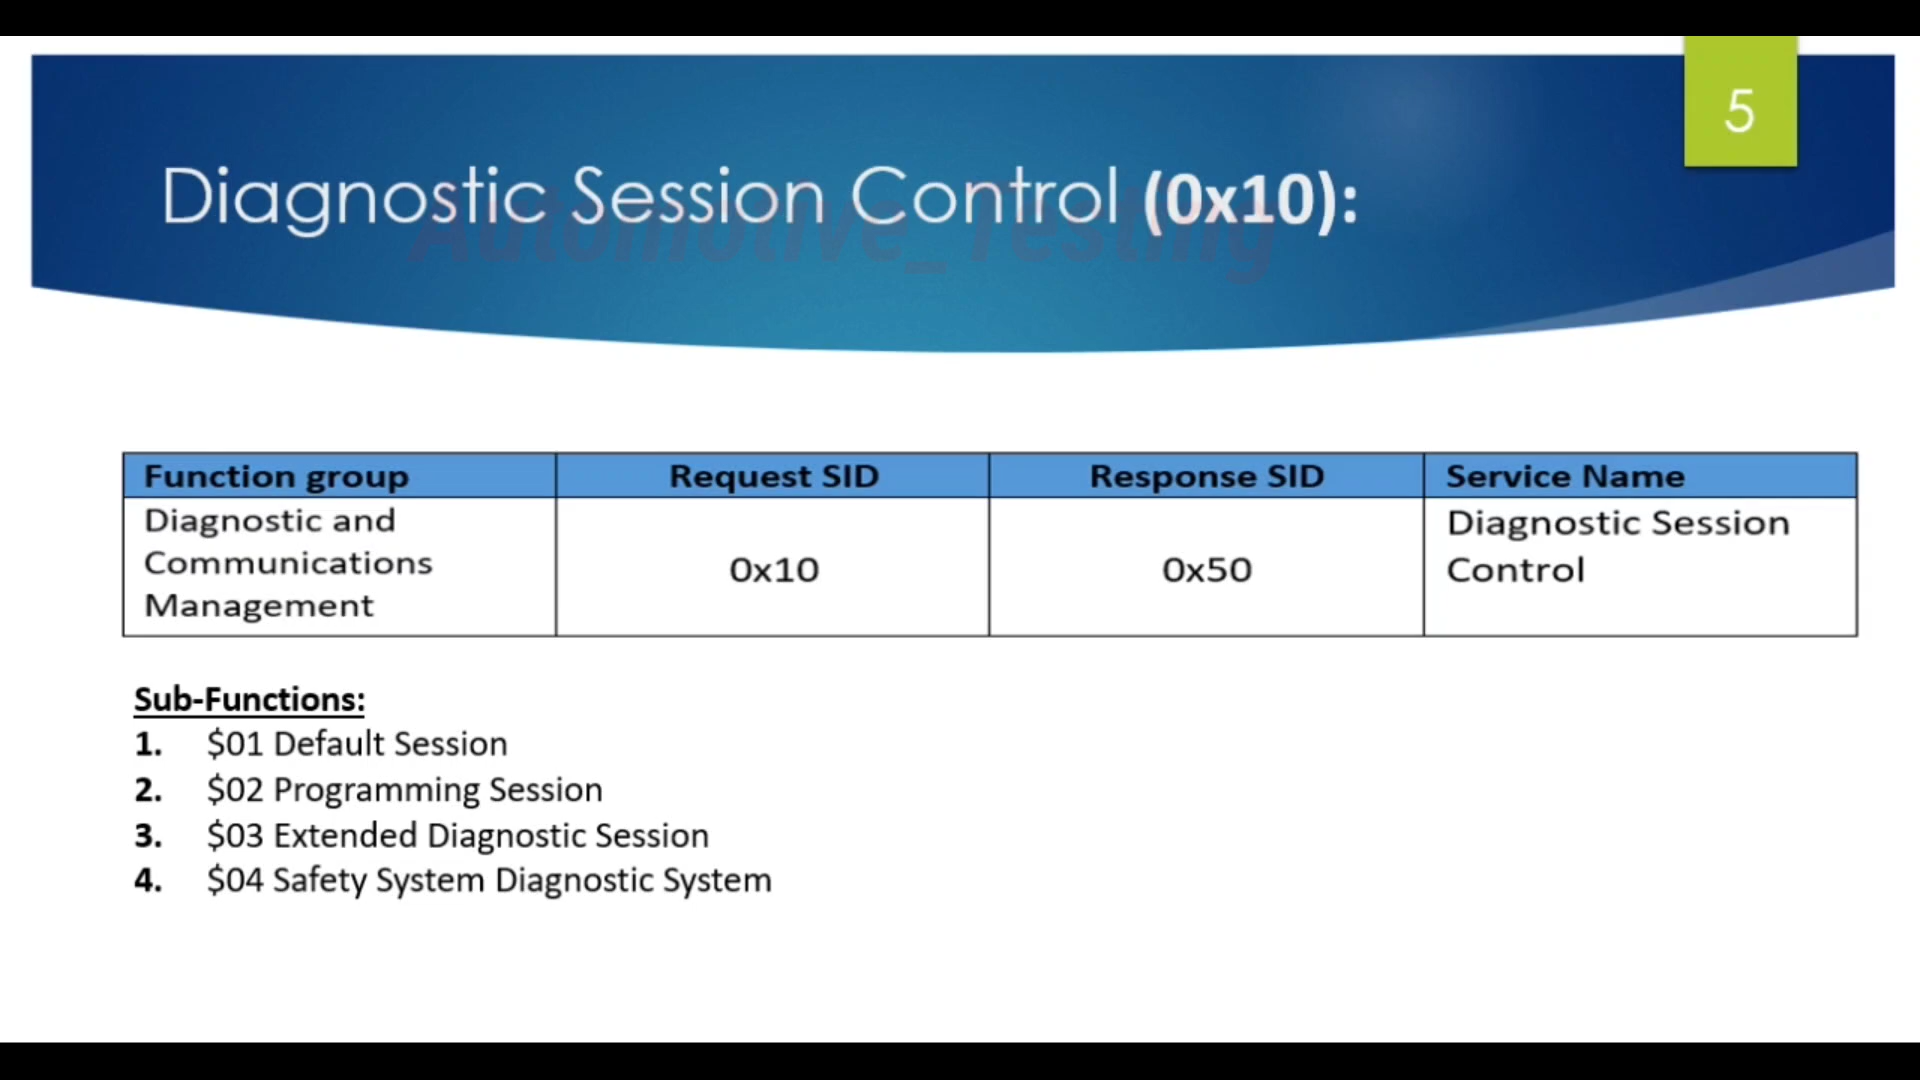 5
Diagnostic Session Control (0x10):
Automotive_Testing
Function group Request SID Response SID Service Name
Diagnostic and
Communications
Management
0x10
0x50
Diagnostic Session
Control
Sub-Functions:
1. $01 Default Session
2. $02 Programming Session
3. $03 Extended Diagnostic Session
4. $04 Safety System Diagnostic System